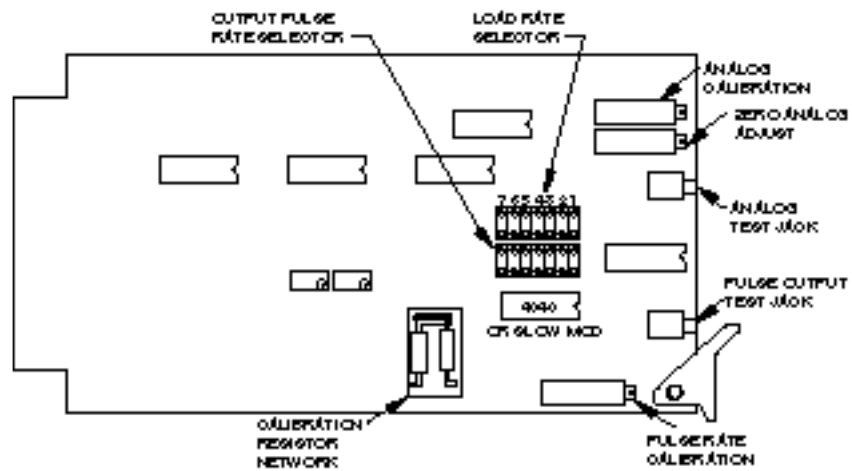 OUTPUT PULSE
RATE SELECTOR
LOAD RATE
SELECTOR
ANALOG
CALIBRATION
ZERO ANALOG
ADJUST
7 6 5 4 3 2 1
ANALOG
TEST JACK
PULSE OUTPUT
TEST JACK
4040
OR SLOW MOD
CALIBRATION
RESISTOR
NETWORK
PULSE RATE
CALIBRATION